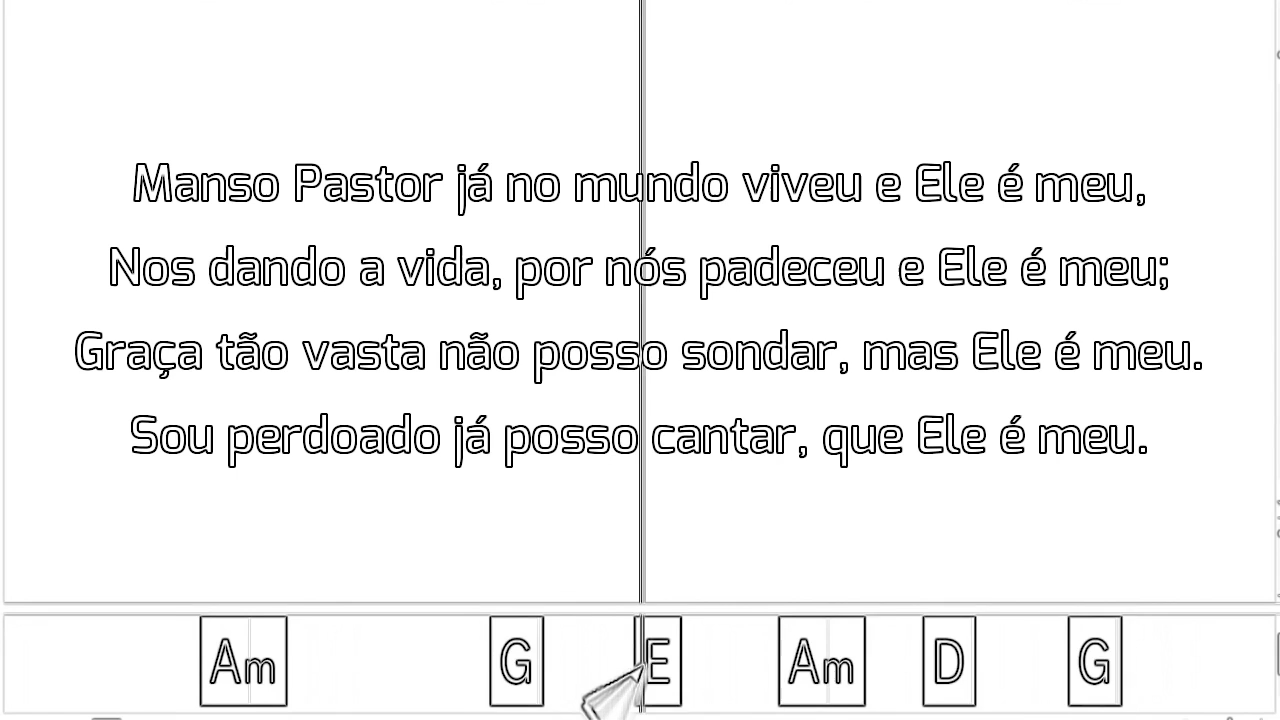 Manso Pastor já no mundo viveu e Ele é meu,
Nos dando a vida, por nós padeceu e Ele é meu;
Graça tão vasta não posso sondar, mas Ele é meu.
Sou perdoado já posso cantar, que Ele é meu.
Am G E Am D G